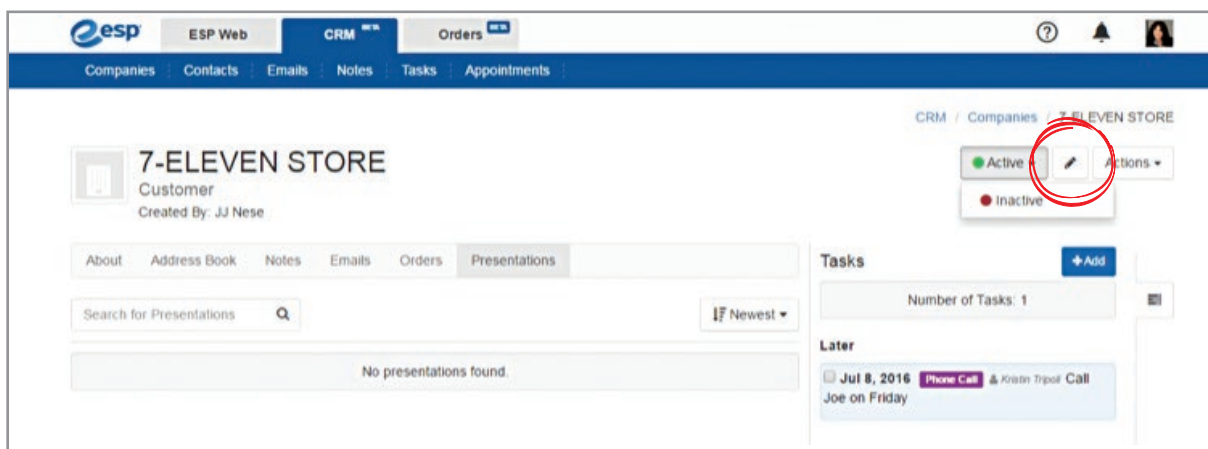 esp ESP Web CRM BETA Orders BETA
Companies Contacts Emails Notes Tasks Appointments
CRM / Companies / 7-ELEVEN STORE
7-ELEVEN STORE
Customer
Created By: JJ Nese
Active Actions
Inactive
About Address Book Notes Emails Orders Presentations
Search for Presentations
Newest
No presentations found.
Tasks
+Add
Number of Tasks: 1
Later
Jul 8, 2016 Phone Call Kristin Tripoli Call
Joe on Friday